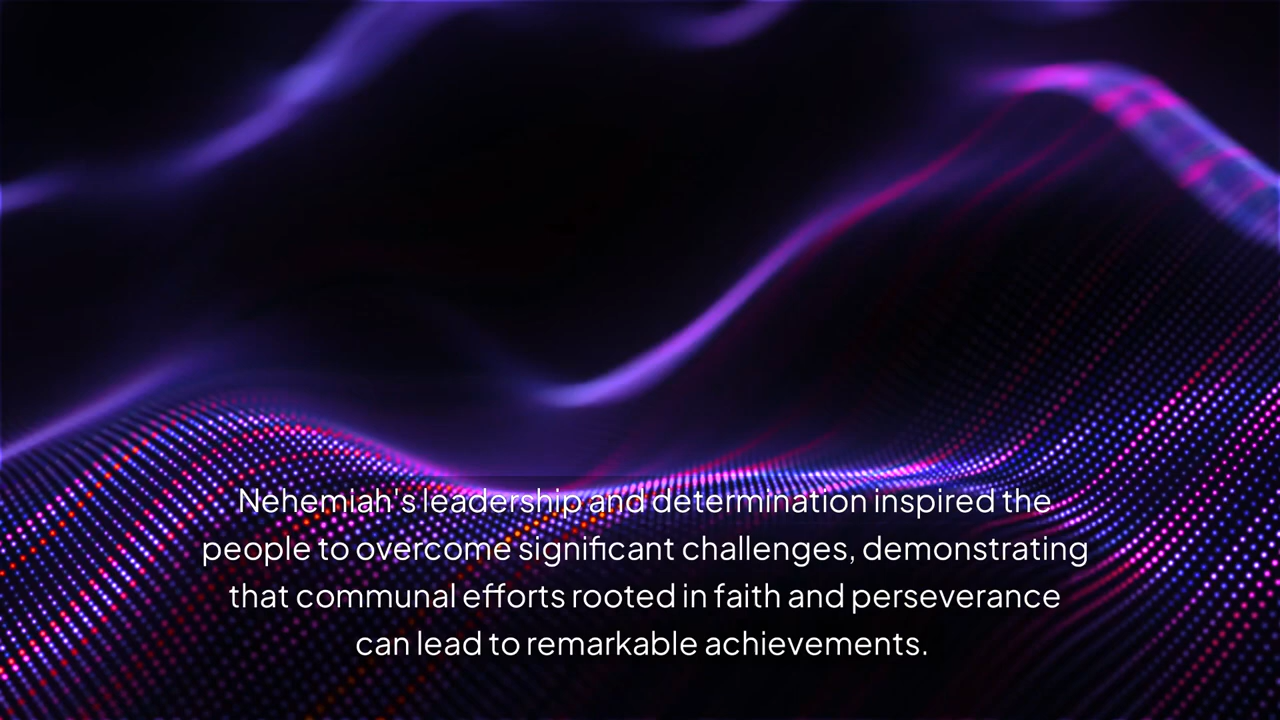 Nehemiah's leadership and determination inspired the
people to overcome significant challenges, demonstrating
that communal efforts rooted in faith and perseverance
can lead to remarkable achievements.